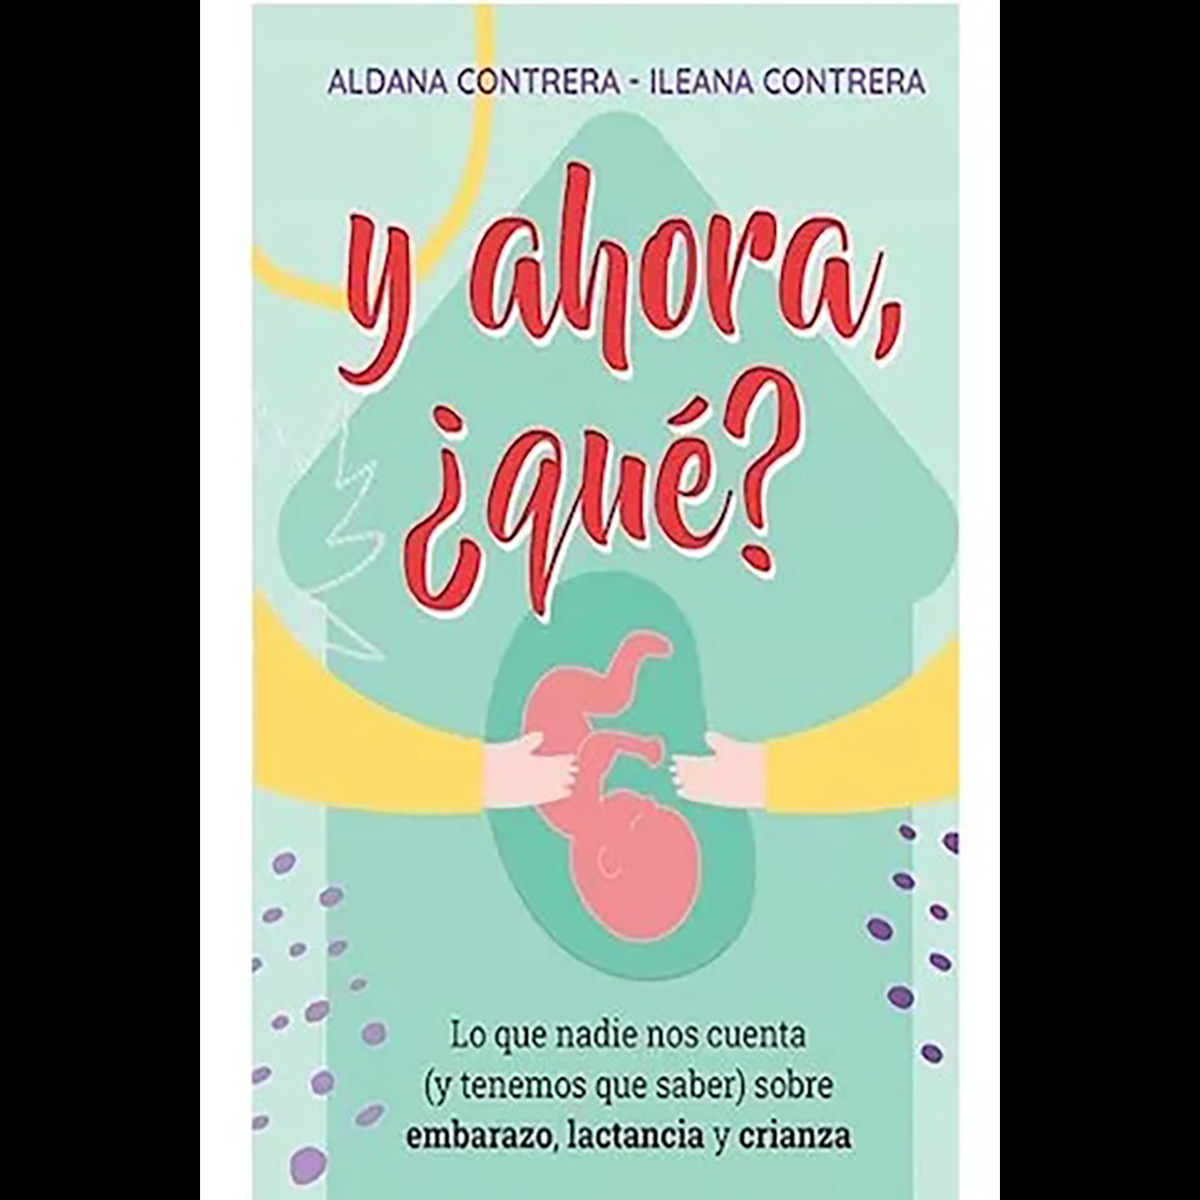 ALDANA CONTRERA - ILEANA CONTRERA
y ahora,
¿qué?
Lo que nadie nos cuenta
(y tenemos que saber) sobre
embarazo, lactancia y crianza